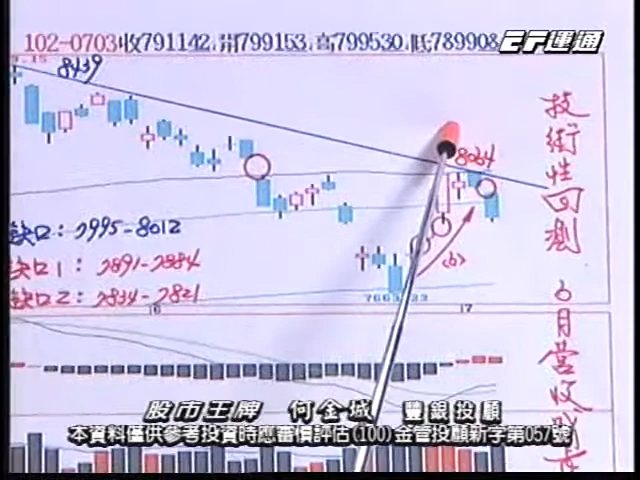 102-0703收791142,開799153,高799530,低789908
ET運通
8439
技術性回測
8064
缺口：7995-8012
缺口1：7891-7884
缺口2：7834-7821
<b>
6
7
6月營收
股市王牌 何金城 豐銀投顧
本資料僅供參考投資時應審慎評估(100)金管投顧新字第057號